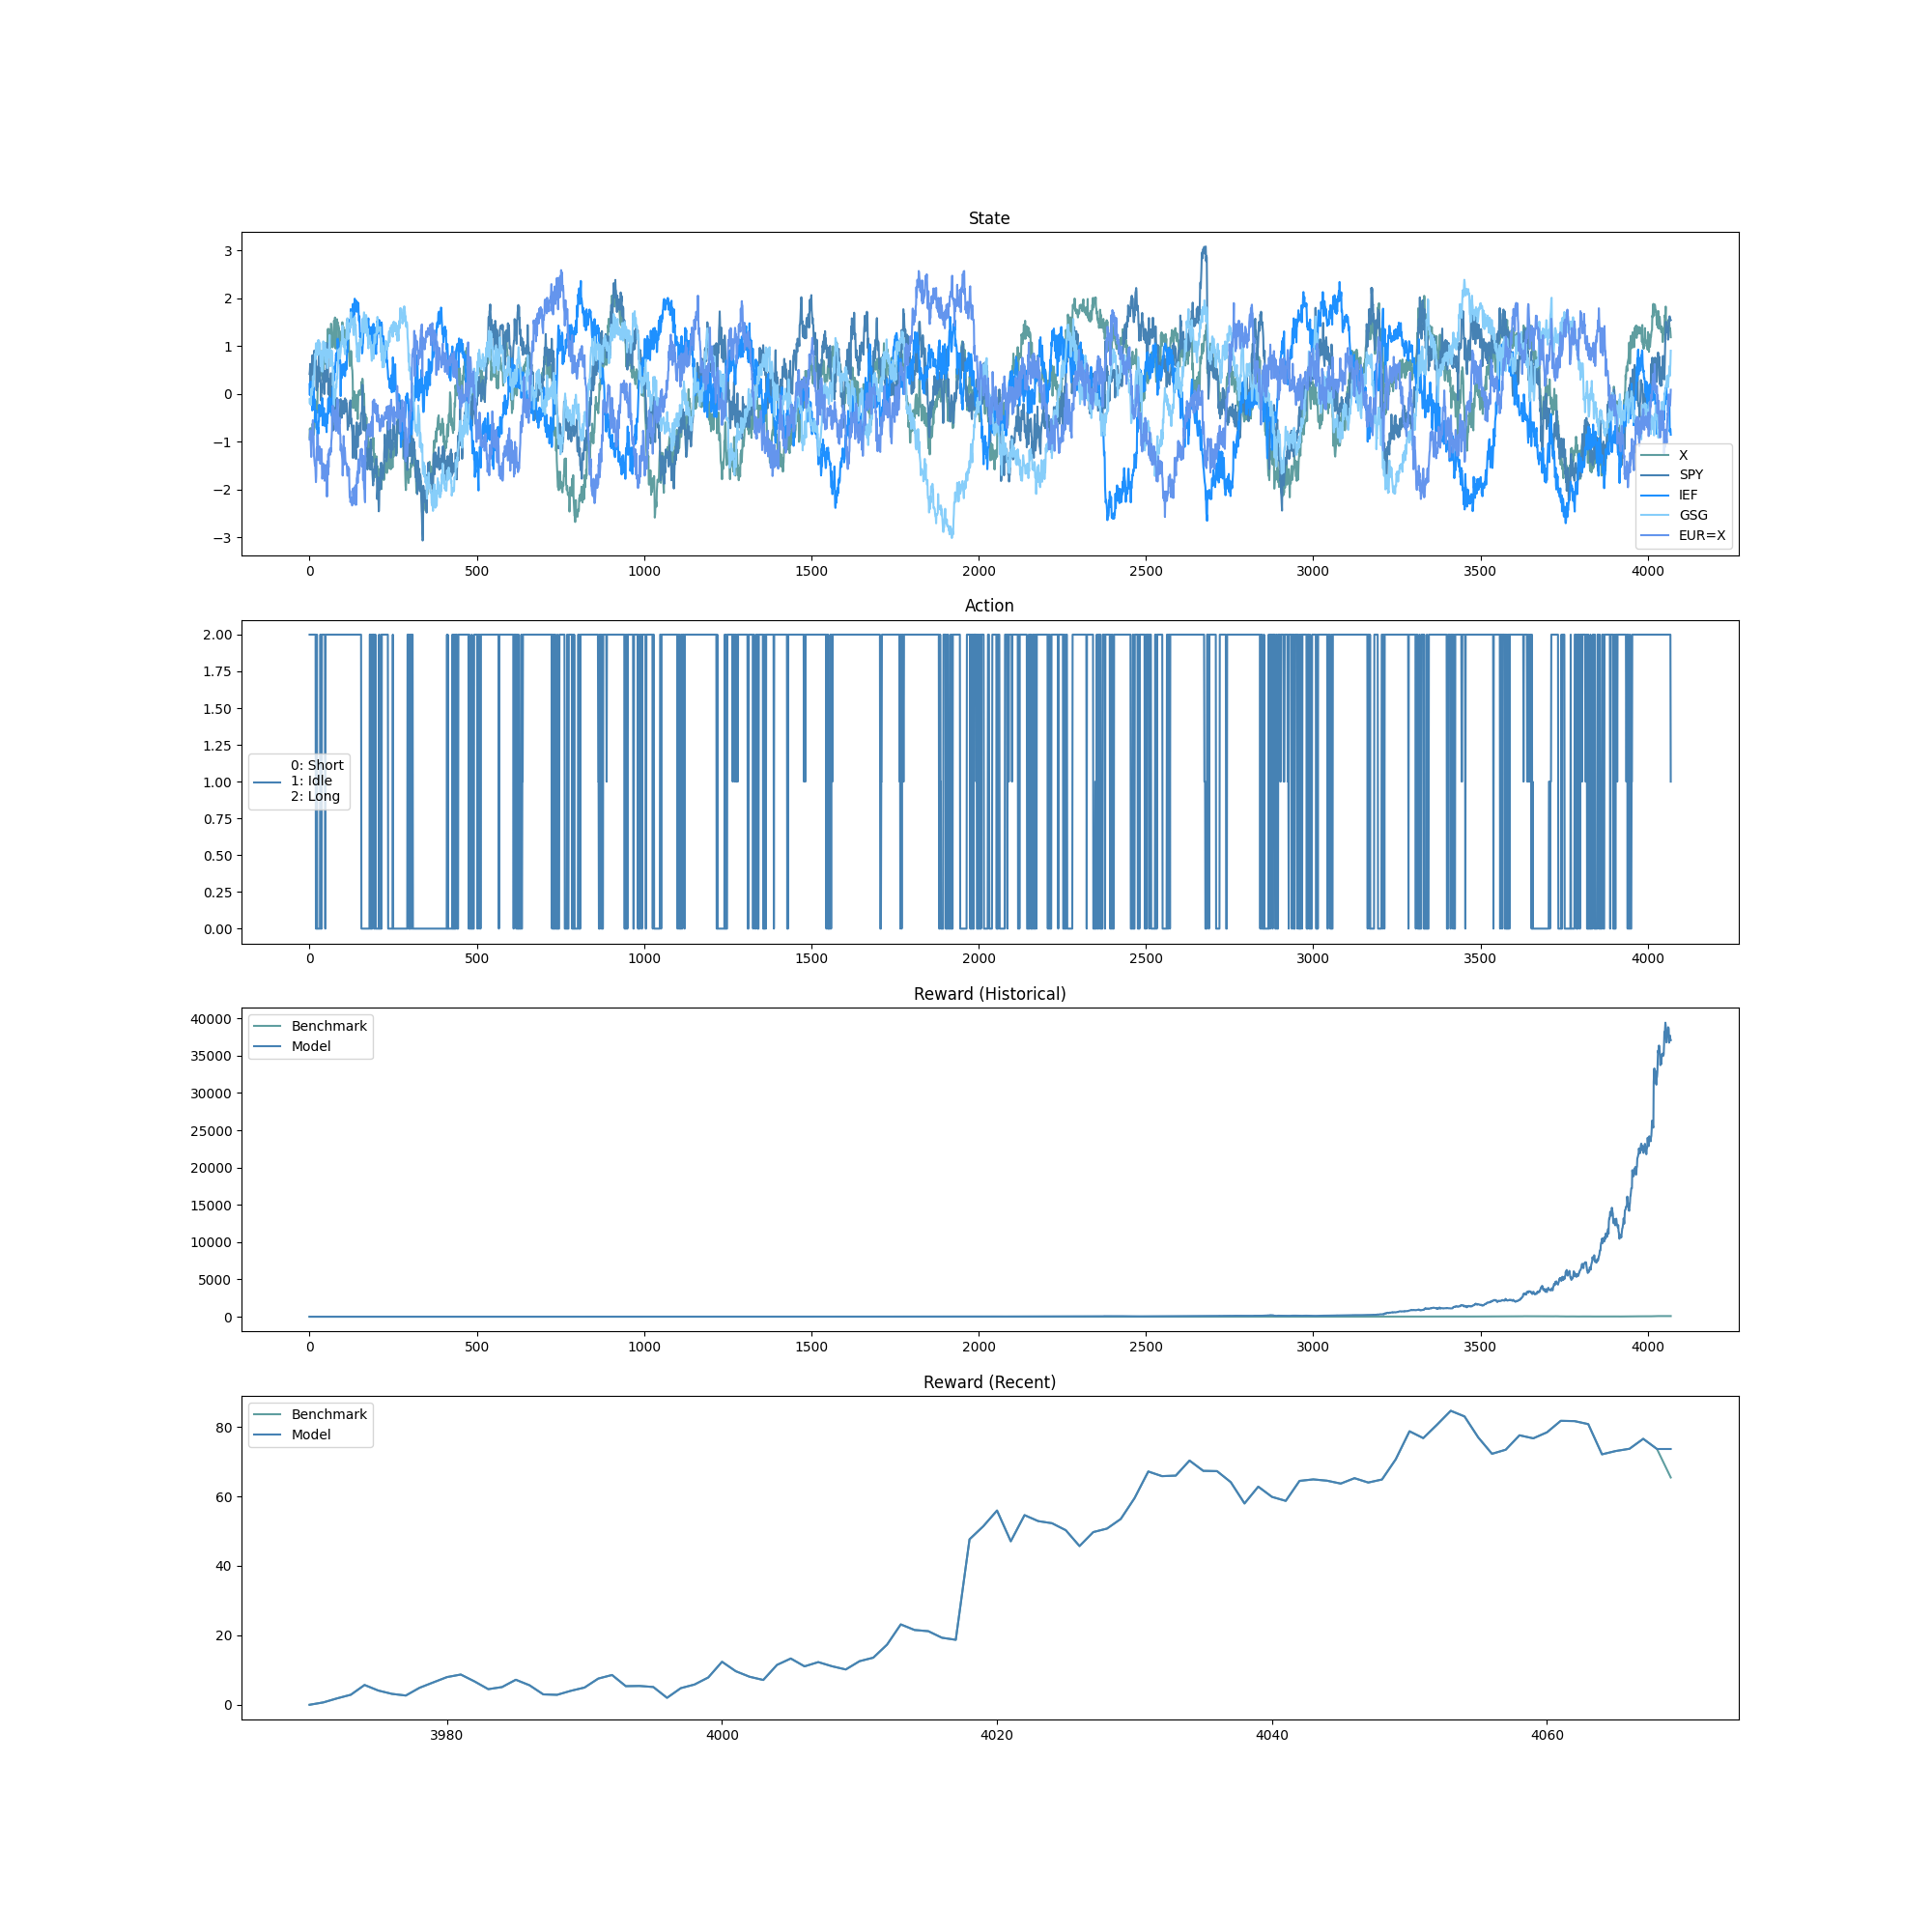 State
3
2
1
0
−1
−2
−3
X
SPY
IEF
GSG
EUR=X
0 500 1000 1500 2000 2500 3000 3500 4000
Action
2.00
1.75
1.50
1.25
1.00
0.75
0.50
0.25
0.00
0: Short
1: Idle
2: Long
0 500 1000 1500 2000 2500 3000 3500 4000
Reward (Historical)
40000
35000
30000
25000
20000
15000
10000
5000
0
Benchmark
Model
0 500 1000 1500 2000 2500 3000 3500 4000
Reward (Recent)
80
60
40
20
0
Benchmark
Model
3980 4000 4020 4040 4060